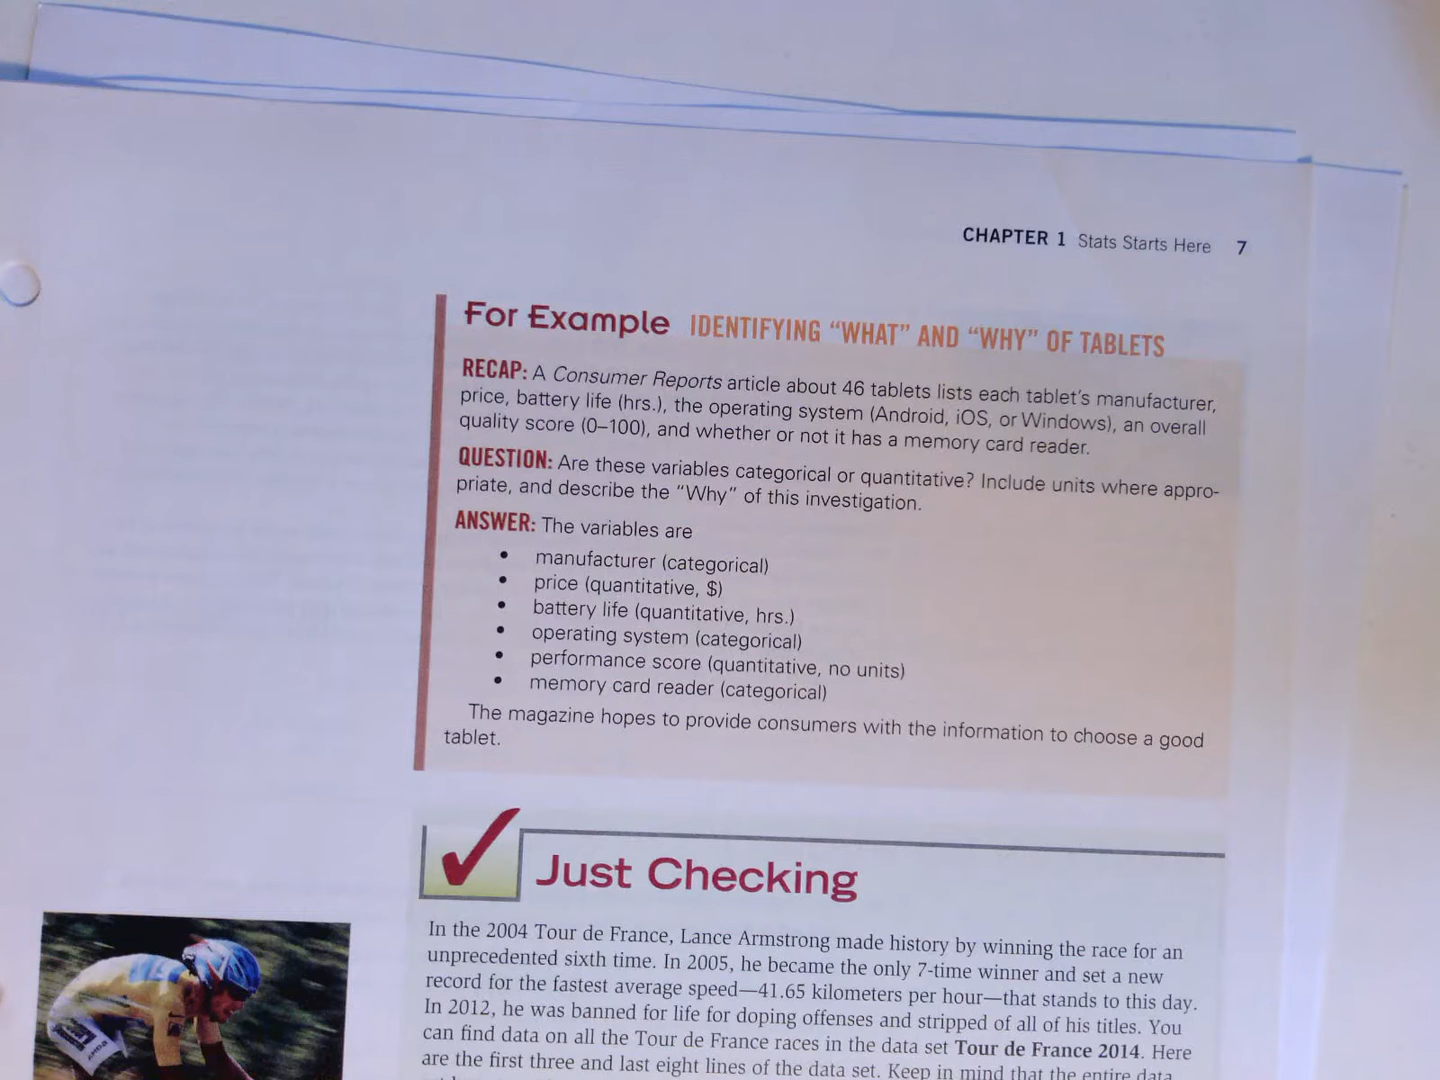 CHAPTER 1 Stats Starts Here 7
For Example IDENTIFYING “WHAT” AND “WHY” OF TABLETS
RECAP: A Consumer Reports article about 46 tablets lists each tablet’s manufacturer,
price, battery life (hrs.), the operating system (Android, iOS, or Windows), an overall
quality score (0–100), and whether or not it has a memory card reader.
QUESTION: Are these variables categorical or quantitative? Include units where appro-
priate, and describe the “Why” of this investigation.
ANSWER: The variables are
• manufacturer (categorical)
• price (quantitative, $)
• battery life (quantitative, hrs.)
• operating system (categorical)
• performance score (quantitative, no units)
• memory card reader (categorical)
The magazine hopes to provide consumers with the information to choose a good
tablet.
Just Checking
In the 2004 Tour de France, Lance Armstrong made history by winning the race for an
unprecedented sixth time. In 2005, he became the only 7-time winner and set a new
record for the fastest average speed—41.65 kilometers per hour—that stands to this day.
In 2012, he was banned for life for doping offenses and stripped of all of his titles. You
can find data on all the Tour de France races in the data set Tour de France 2014. Here
are the first three and last eight lines of the data set. Keep in mind that the entire data